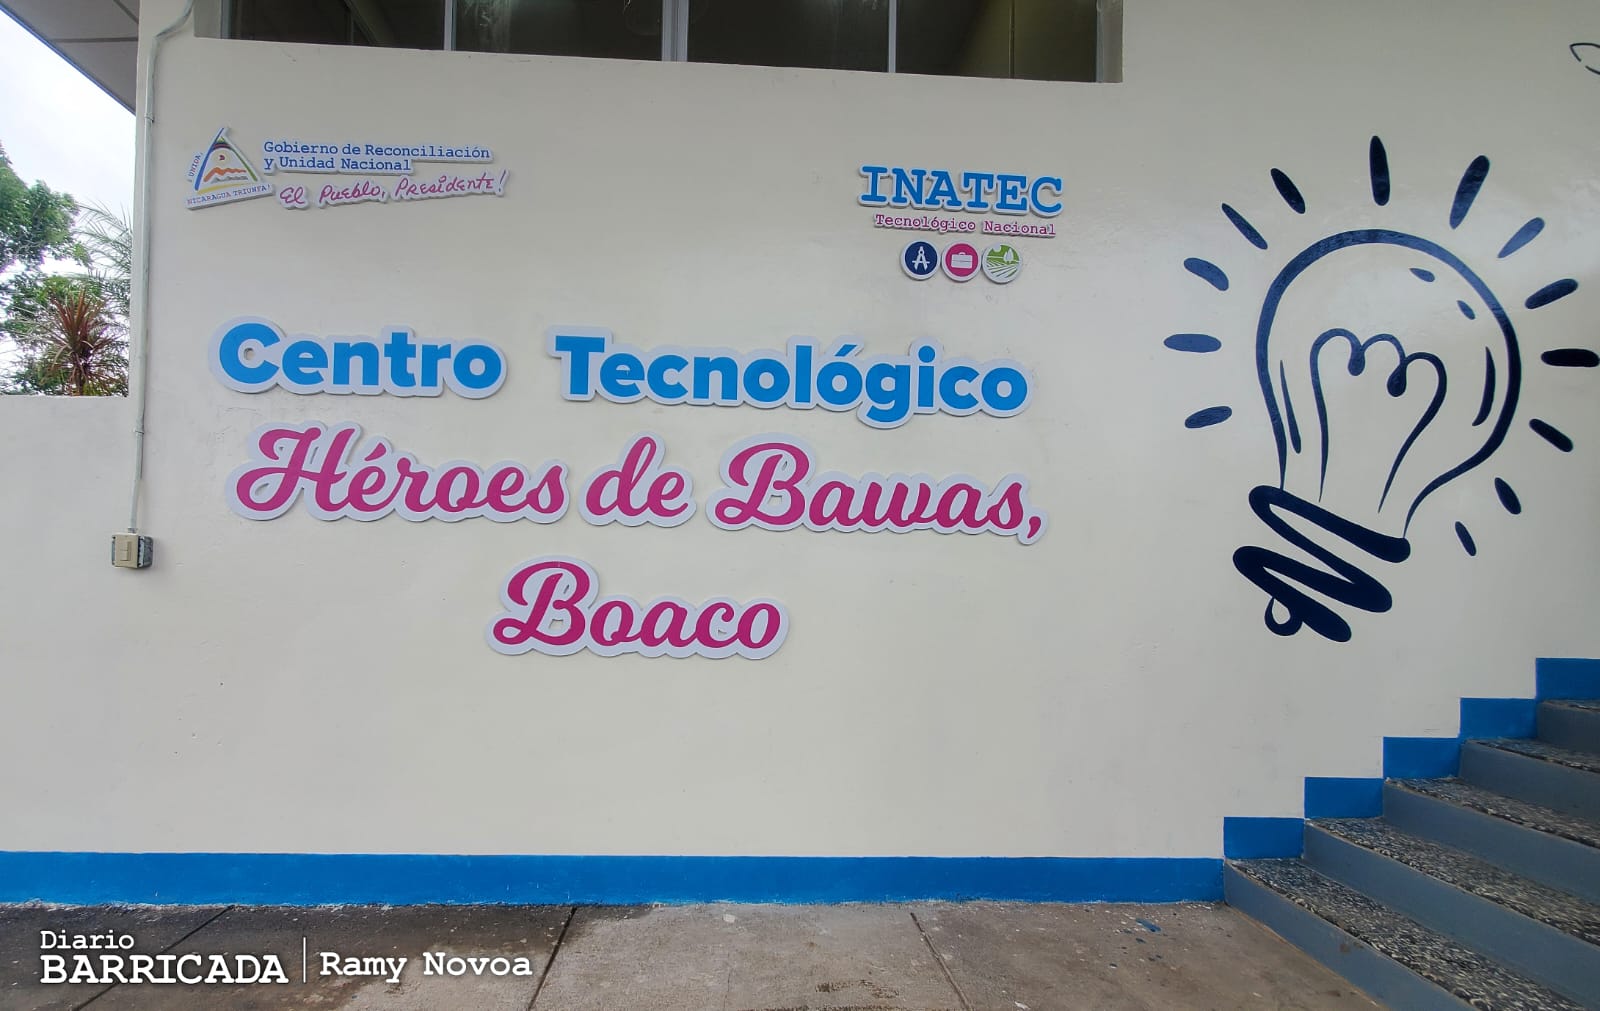 ¡UNIDA,
NICARAGUA TRIUNFA!
Gobierno de Reconciliación
y Unidad Nacional
El Pueblo, Presidente!
INATEC
Tecnológico Nacional
Centro Tecnológico
Héroes de Bawas,
Boaco
Diario
BARRICADA
Ramy Novoa